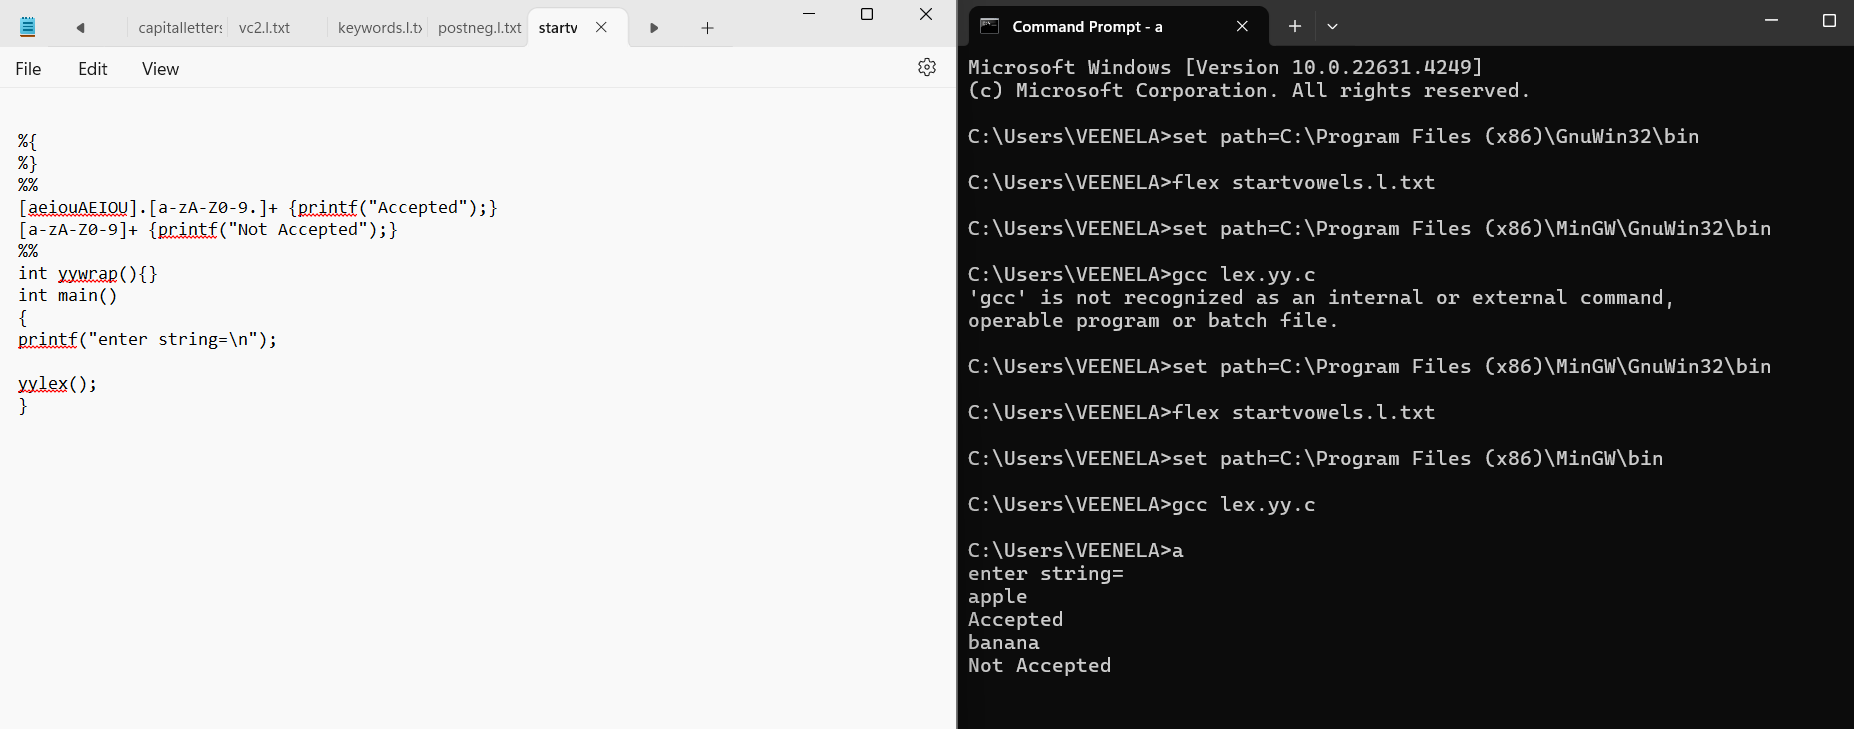 capitalletters
vc2.l.txt
keywords.l.tx
postneg.l.txt
startv
File
Edit
View
%{
%}
%%
[aeiouAEIOU].[a-zA-Z0-9.]+ {printf("Accepted");}
[a-zA-Z0-9]+ {printf("Not Accepted");}
%%
int yywrap(){}
int main()
{
printf("enter string=\n");
yylex();
}
Command Prompt - a
Microsoft Windows [Version 10.0.22631.4249]
(c) Microsoft Corporation. All rights reserved.
C:\Users\VEENELA>set path=C:\Program Files (x86)\GnuWin32\bin
C:\Users\VEENELA>flex startvowels.l.txt
C:\Users\VEENELA>set path=C:\Program Files (x86)\MinGW\GnuWin32\bin
C:\Users\VEENELA>gcc lex.yy.c
'gcc' is not recognized as an internal or external command,
operable program or batch file.
C:\Users\VEENELA>set path=C:\Program Files (x86)\MinGW\GnuWin32\bin
C:\Users\VEENELA>flex startvowels.l.txt
C:\Users\VEENELA>set path=C:\Program Files (x86)\MinGW\bin
C:\Users\VEENELA>gcc lex.yy.c
C:\Users\VEENELA>a
enter string=
apple
Accepted
banana
Not Accepted